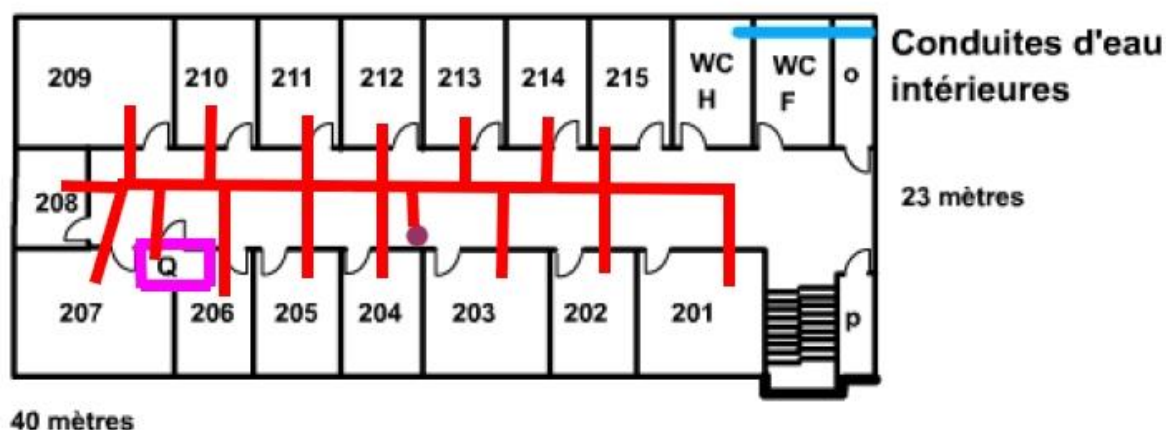 209
210
211
212
213
214
215
WC
H
WC
F
o
Conduites d'eau
intérieures
208
23 mètres
Q
207
206
205
204
203
202
201
p
40 mètres